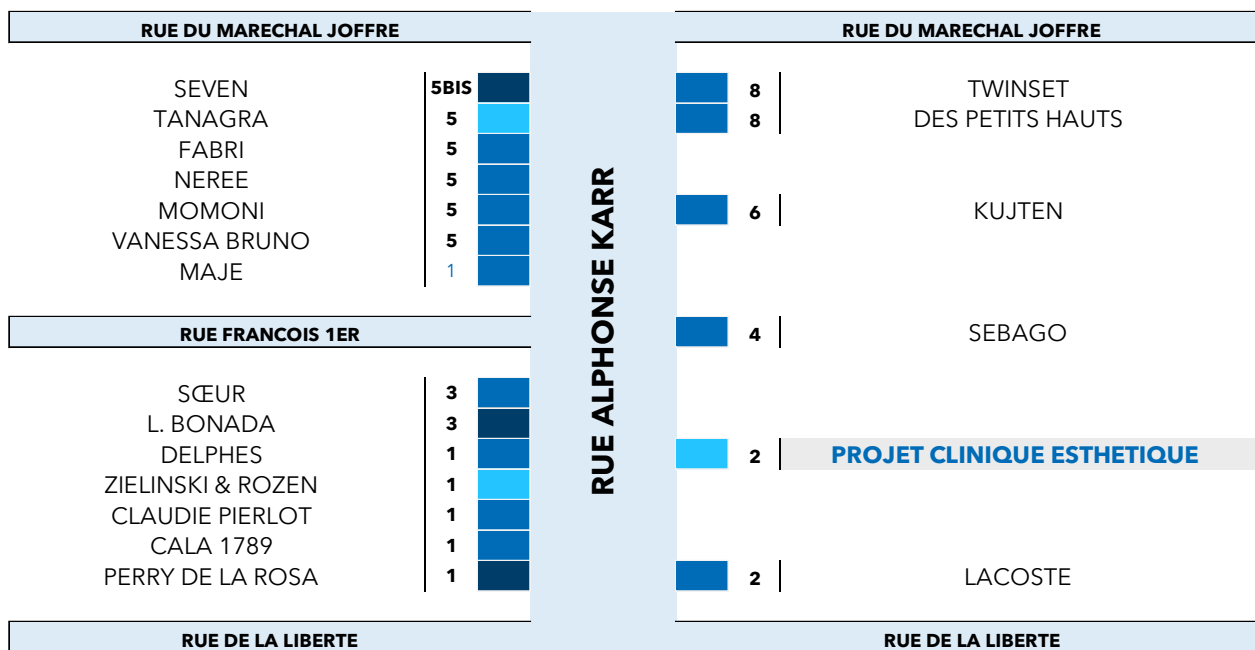 RUE DU MARECHAL JOFFRE
SEVEN 5BIS
TANAGRA 5
FABRI 5
NEREE 5
MOMONI 5
VANESSA BRUNO 5
MAJE 1
RUE FRANCOIS 1ER
SŒUR 3
L. BONADA 3
DELPHES 1
ZIELINSKI & ROZEN 1
CLAUDIE PIERLOT 1
CALA 1789 1
PERRY DE LA ROSA 1
RUE DE LA LIBERTE
RUE ALPHONSE KARR
RUE DU MARECHAL JOFFRE
8 TWINSET
8 DES PETITS HAUTS
6 KUJTEN
4 SEBAGO
2 PROJET CLINIQUE ESTHETIQUE
2 LACOSTE
RUE DE LA LIBERTE